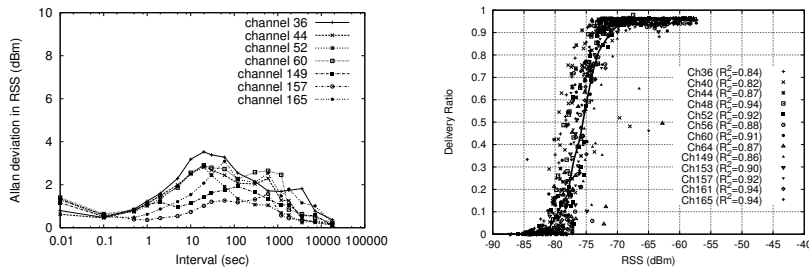 Allan deviation in RSS (dBm)
10
8
6
4
2
0
0.01 0.1 1 10 100 1000 10000 100000
Interval (sec)
channel 36
channel 44
channel 52
channel 60
channel 149
channel 157
channel 165
Delivery Ratio
1
0.9
0.8
0.7
0.6
0.5
0.4
0.3
0.2
0.1
0
-90 -85 -80 -75 -70 -65 -60 -55 -50 -45 -40
RSS (dBm)
Ch36 (R²=0.84)
Ch40 (R²=0.82)
Ch44 (R²=0.87)
Ch48 (R²=0.94)
Ch52 (R²=0.92)
Ch56 (R²=0.88)
Ch60 (R²=0.91)
Ch64 (R²=0.87)
Ch149 (R²=0.86)
Ch153 (R²=0.90)
Ch157 (R²=0.92)
Ch161 (R²=0.94)
Ch165 (R²=0.94)